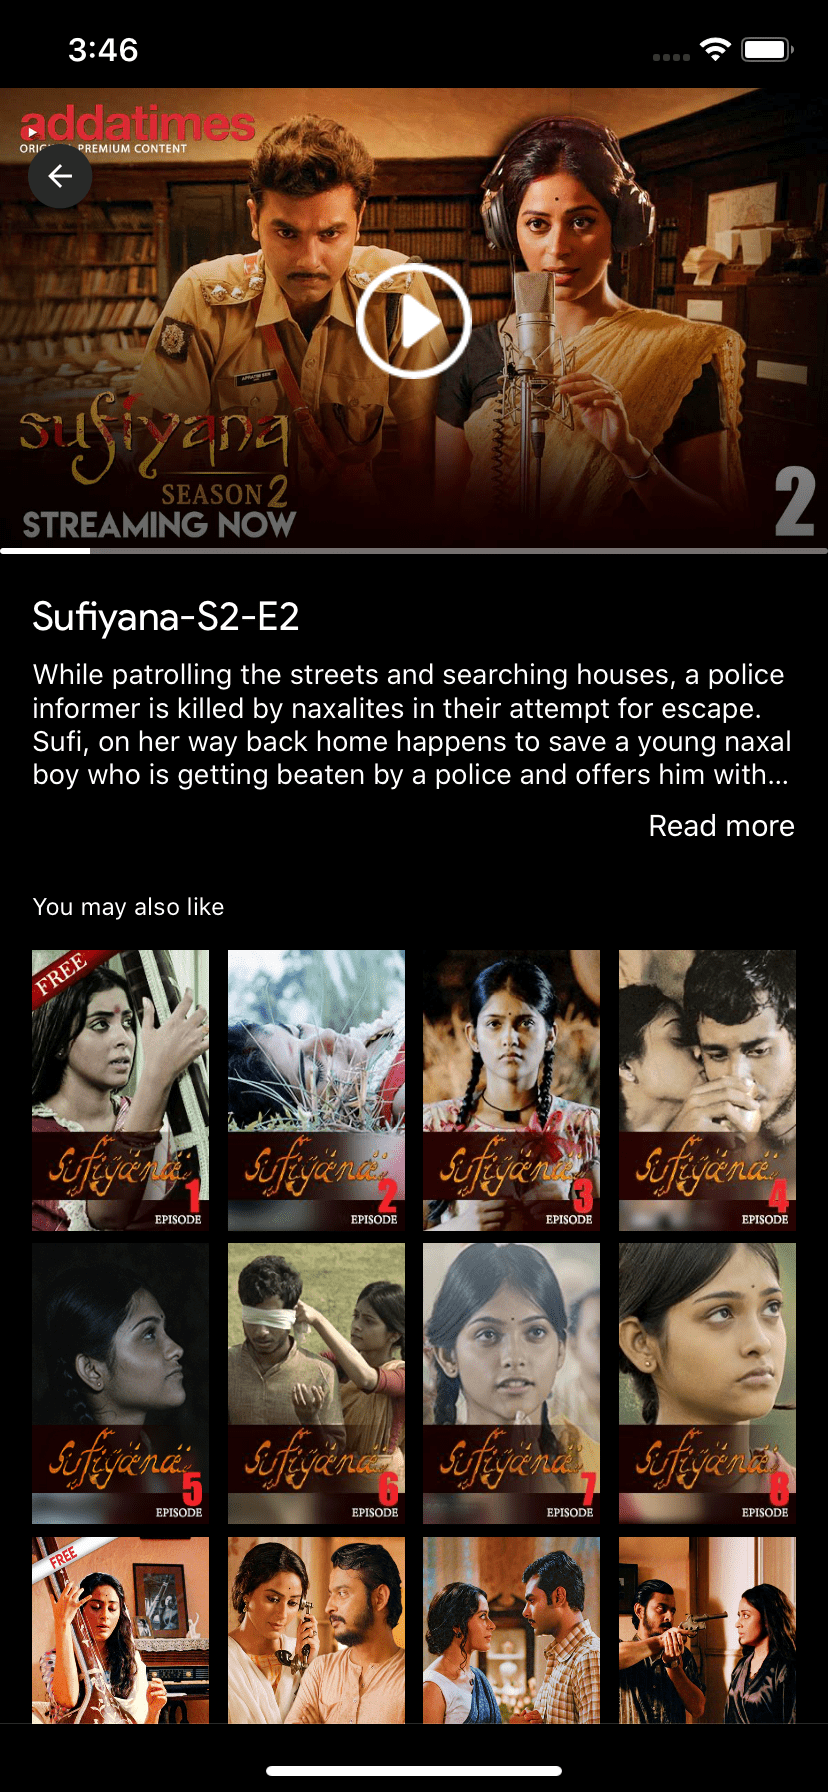 3:46
addatimes
PREMIUM CONTENT
sufiyana
SEASON 2
STREAMING NOW
2
Sufiyana-S2-E2
While patrolling the streets and searching houses, a police
informer is killed by naxalites in their attempt for escape.
Sufi, on her way back home happens to save a young naxal
boy who is getting beaten by a police and offers him with...
Read more
You may also like
FREE
sufiyana
1
EPISODE
sufiyana
2
EPISODE
sufiyana
3
EPISODE
sufiyana
4
EPISODE
sufiyana
5
EPISODE
sufiyana
6
EPISODE
sufiyana
7
EPISODE
sufiyana
8
EPISODE
FREE